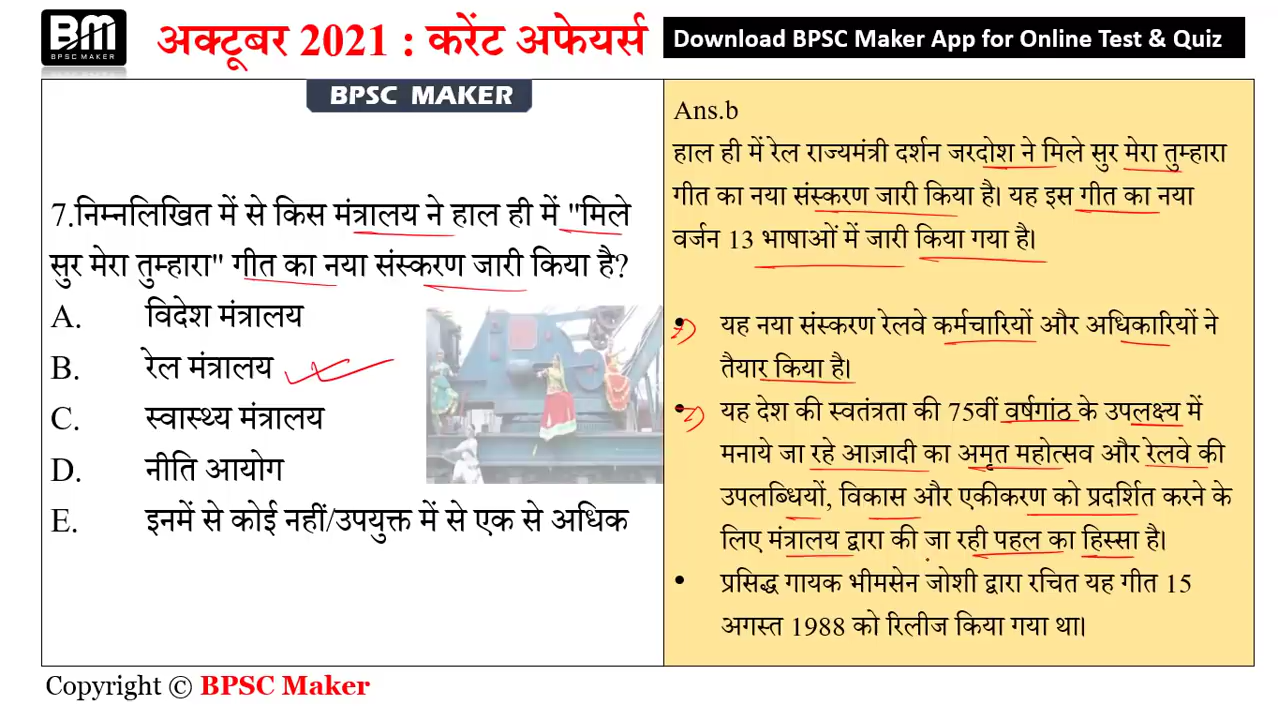 BM
BPSC MAKER
अक्टूबर 2021 : करेंट अफेयर्स
Download BPSC Maker App for Online Test & Quiz
BPSC MAKER
7.निम्नलिखित में से किस मंत्रालय ने हाल ही में "मिले
सुर मेरा तुम्हारा" गीत का नया संस्करण जारी किया है?
A. विदेश मंत्रालय
B. रेल मंत्रालय
C. स्वास्थ्य मंत्रालय
D. नीति आयोग
E. इनमें से कोई नहीं/उपयुक्त में से एक से अधिक
Ans.b
हाल ही में रेल राज्यमंत्री दर्शन जरदोश ने मिले सुर मेरा तुम्हारा
गीत का नया संस्करण जारी किया है। यह इस गीत का नया
वर्जन 13 भाषाओं में जारी किया गया है।
• यह नया संस्करण रेलवे कर्मचारियों और अधिकारियों ने
तैयार किया है।
• यह देश की स्वतंत्रता की 75वीं वर्षगांठ के उपलक्ष्य में
मनाये जा रहे आज़ादी का अमृत महोत्सव और रेलवे की
उपलब्धियों, विकास और एकीकरण को प्रदर्शित करने के
लिए मंत्रालय द्वारा की जा रही पहल का हिस्सा है।
• प्रसिद्ध गायक भीमसेन जोशी द्वारा रचित यह गीत 15
अगस्त 1988 को रिलीज किया गया था।
Copyright © BPSC Maker